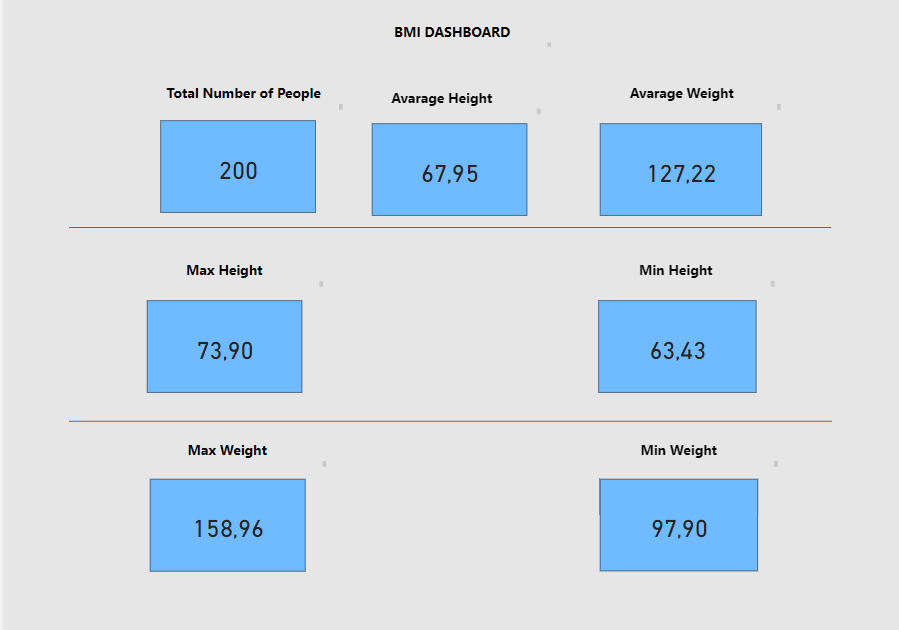 BMI DASHBOARD
Total Number of People
Avarage Height
Avarage Weight
200
67,95
127,22
Max Height
Min Height
73,90
63,43
Max Weight
Min Weight
158,96
97,90